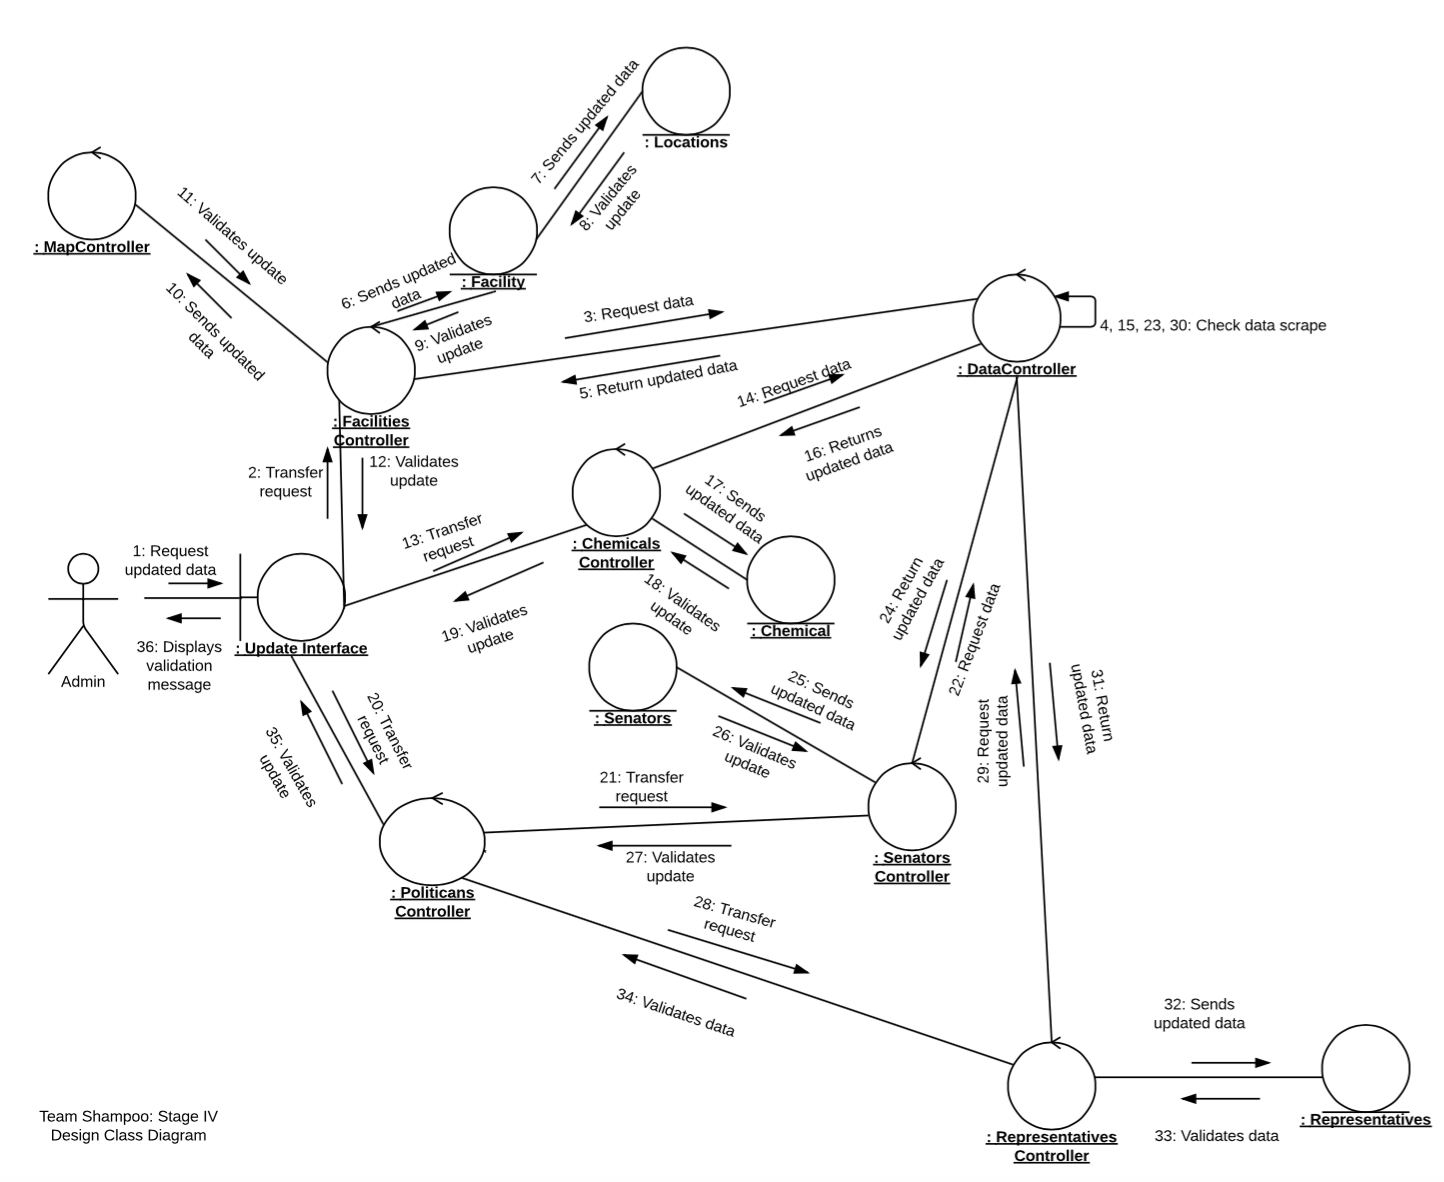 7: Sends updated data
: Locations
8: Validates
update
11: Validates update
: MapController
10: Sends updated
data
6: Sends updated
data
: Facility
9: Validates
update
3: Request data
5: Return updated data
4, 15, 23, 30: Check data scrape
: DataController
14: Request data
16: Returns
updated data
: Facilities
Controller
2: Transfer
request
12: Validates
update
13: Transfer
request
: Chemicals
Controller
17: Sends
updated data
18: Validates
update
: Chemical
19: Validates
update
1: Request
updated data
36: Displays
validation
message
Admin
: Update Interface
24: Return
updated data
22: Request data
: Senators
25: Sends
updated data
26: Validates
update
29: Request
updated data
31: Return
updated data
20: Transfer
request
35: Validates
update
21: Transfer
request
27: Validates
update
: Senators
Controller
: Politicans
Controller
28: Transfer
request
34: Validates data
32: Sends
updated data
33: Validates data
: Representatives
: Representatives
Controller
Team Shampoo: Stage IV
Design Class Diagram